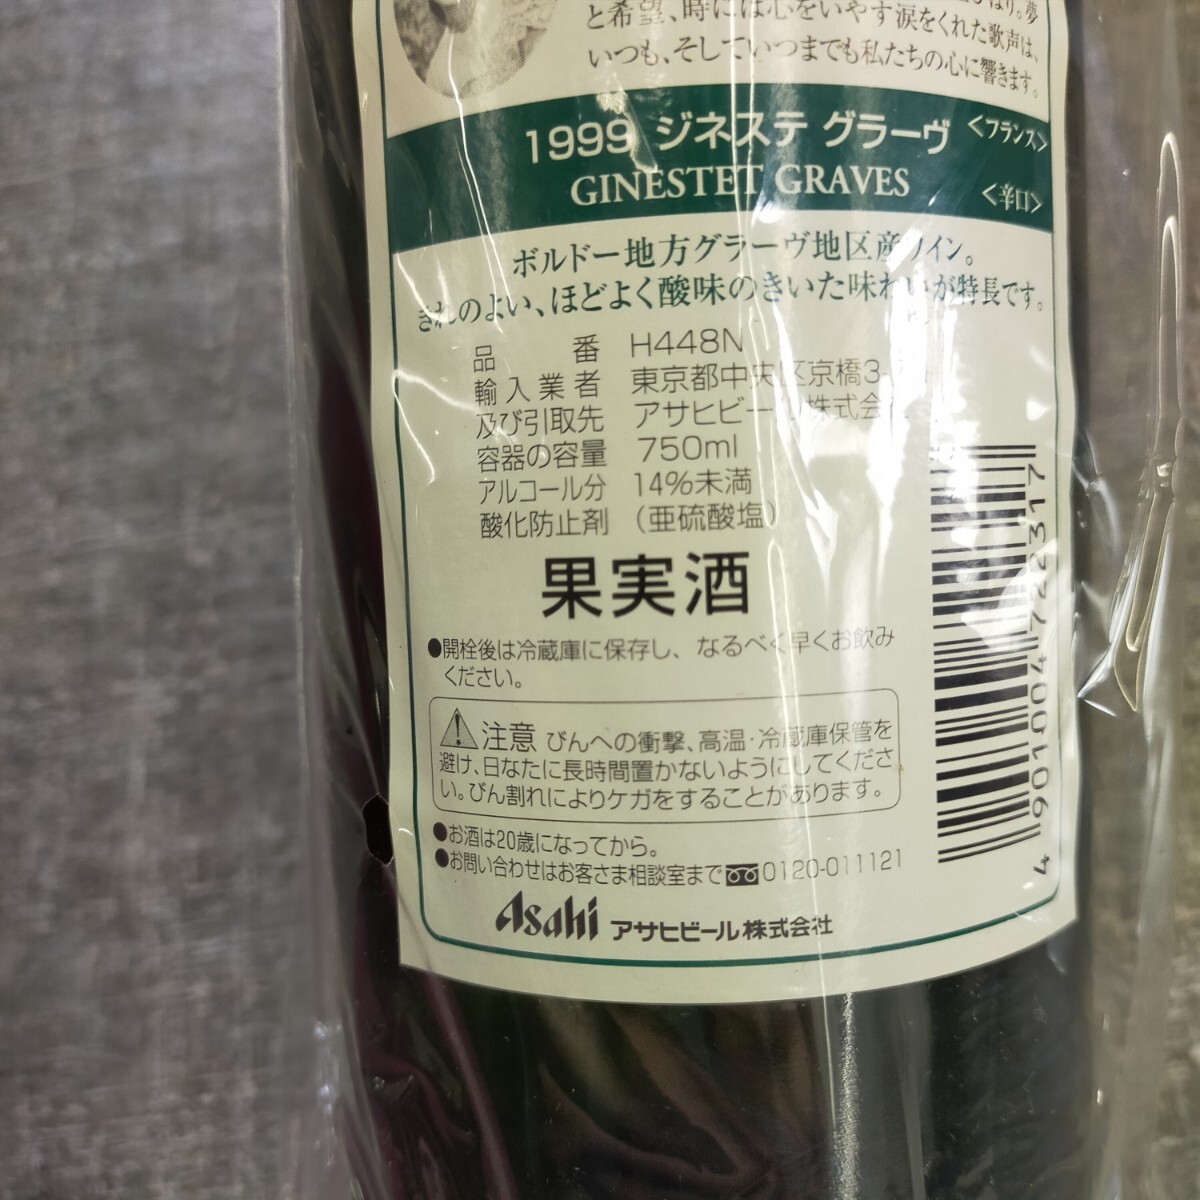 と希望、時には心をいやす涙をくれた歌声は、
いつも、そしていつまでも私たちの心に響きます。
1999 ジネステ グラーヴ <フランス>
GINESTET GRAVES <辛口>
ボルドー地方グラーヴ地区産ワイン。
きれのよい、ほどよく酸味のきいた味わいが特長です。
品番 H448N
輸入業者 東京都中央区京橋3-
及び引取先 アサヒビール株式会社
容器の容量 750ml
アルコール分 14%未満
酸化防止剤 (亜硫酸塩)
果実酒
●開栓後は冷蔵庫に保存し、なるべく早くお飲み
ください。
注意 びんへの衝撃、高温・冷蔵庫保管を
避け、日なたに長時間置かないようにしてくださ
い。びん割れによりケガをすることがあります。
●お酒は20歳になってから。
●お問い合わせはお客さま相談室まで 0120-011121
Asahi アサヒビール株式会社
4 901004 722317